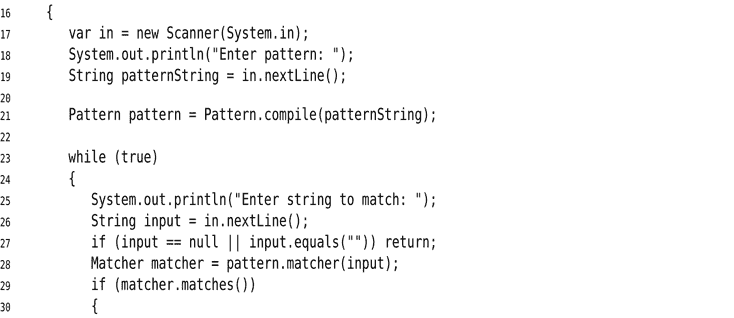 16 {
17 var in = new Scanner(System.in);
18 System.out.println("Enter pattern: ");
19 String patternString = in.nextLine();
20
21 Pattern pattern = Pattern.compile(patternString);
22
23 while (true)
24 {
25 System.out.println("Enter string to match: ");
26 String input = in.nextLine();
27 if (input == null || input.equals("")) return;
28 Matcher matcher = pattern.matcher(input);
29 if (matcher.matches())
30 {